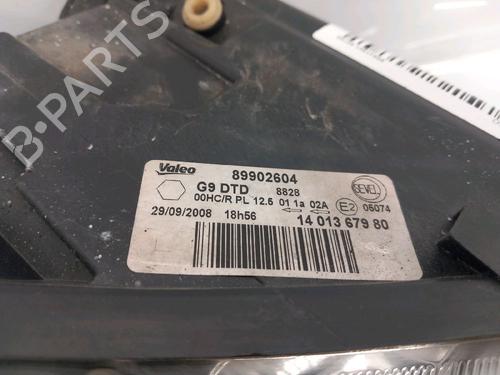 Valeo
89902604
G9 DTD
8828
00HC/R PL 12.5 01 1a 02A
E2
05074
SEVEL
29/09/2008 18h56
14 013 679 80
B-PARTS